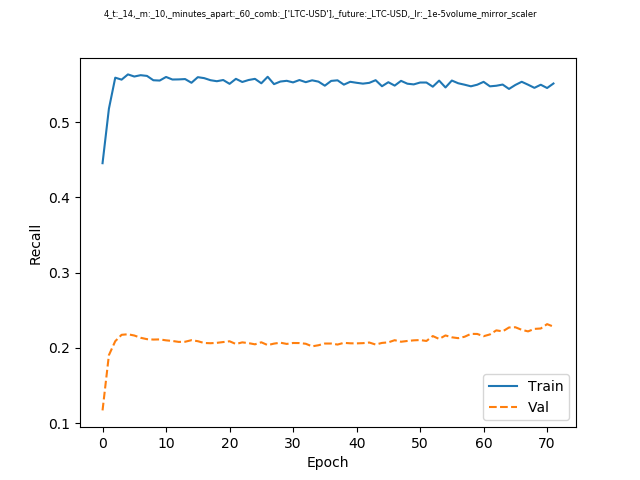 4_t:_14,_m:_10,_minutes_apart:_60_comb:_['LTC-USD'],_future:_LTC-USD,_lr:_1e-5volume_mirror_scaler
0.5
0.4
0.3
0.2
0.1
Recall
Train
Val
0 10 20 30 40 50 60 70
Epoch